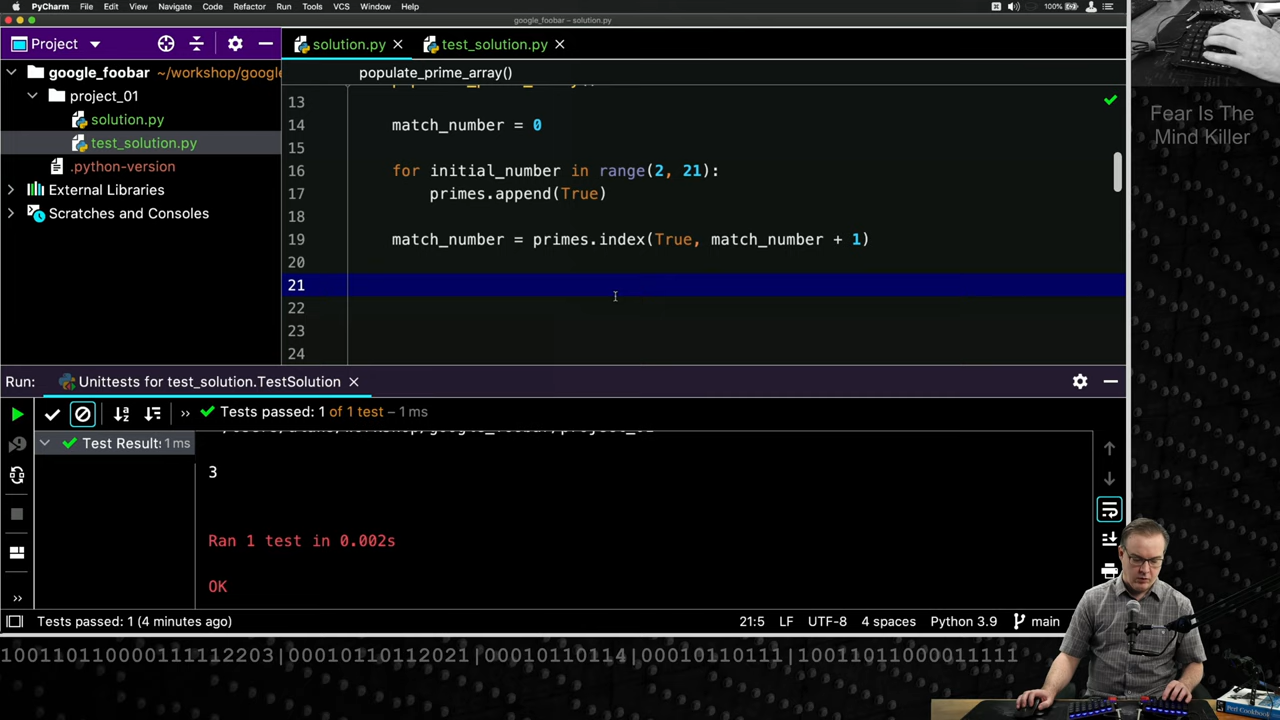 PyCharm File Edit View Navigate Code Refactor Run Tools VCS Window Help 100%
google_foobar – solution.py
Project solution.py test_solution.py
google_foobar ~/workshop/google
populate_prime_array()
project_01
solution.py
test_solution.py
.python-version
External Libraries
Scratches and Consoles
13
14 match_number = 0
15
16 for initial_number in range(2, 21):
17 primes.append(True)
18
19 match_number = primes.index(True, match_number + 1)
20
21
22
23
24
Fear Is The
Mind Killer
Run: Unittests for test_solution.TestSolution
Tests passed: 1 of 1 test – 1 ms
Test Results 1 ms
3
Ran 1 test in 0.002s
OK
Tests passed: 1 (4 minutes ago) 21:5 LF UTF-8 4 spaces Python 3.9 main
1001101100001111112203|00010110112021|00010110114|00010110111|1001101100001 1111
Perl Cookbook